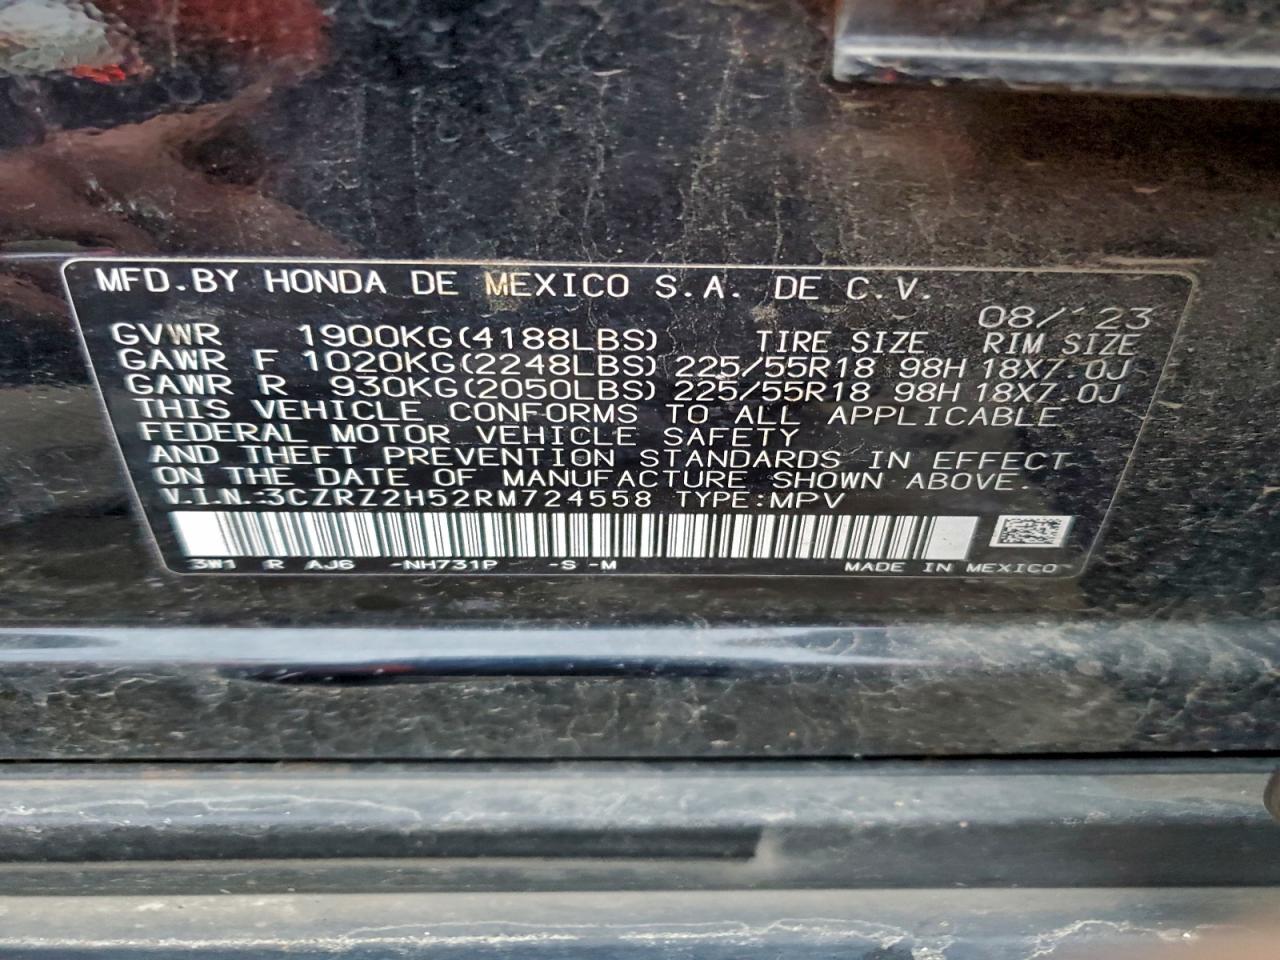 MFD.BY HONDA DE MEXICO S.A. DE C.V.
08/'23
GVWR 1900KG(4188LBS) TIRE SIZE RIM SIZE
GAWR F 1020KG(2248LBS) 225/55R18 98H 18X7.0J
GAWR R 930KG(2050LBS) 225/55R18 98H 18X7.0J
THIS VEHICLE CONFORMS TO ALL APPLICABLE
FEDERAL MOTOR VEHICLE SAFETY
AND THEFT PREVENTION STANDARDS IN EFFECT
ON THE DATE OF MANUFACTURE SHOWN ABOVE.
V.I.N.:3CZRZ2H52RM724558 TYPE:MPV
3W1 R AJ6 -NH731P -S -M MADE IN MEXICO